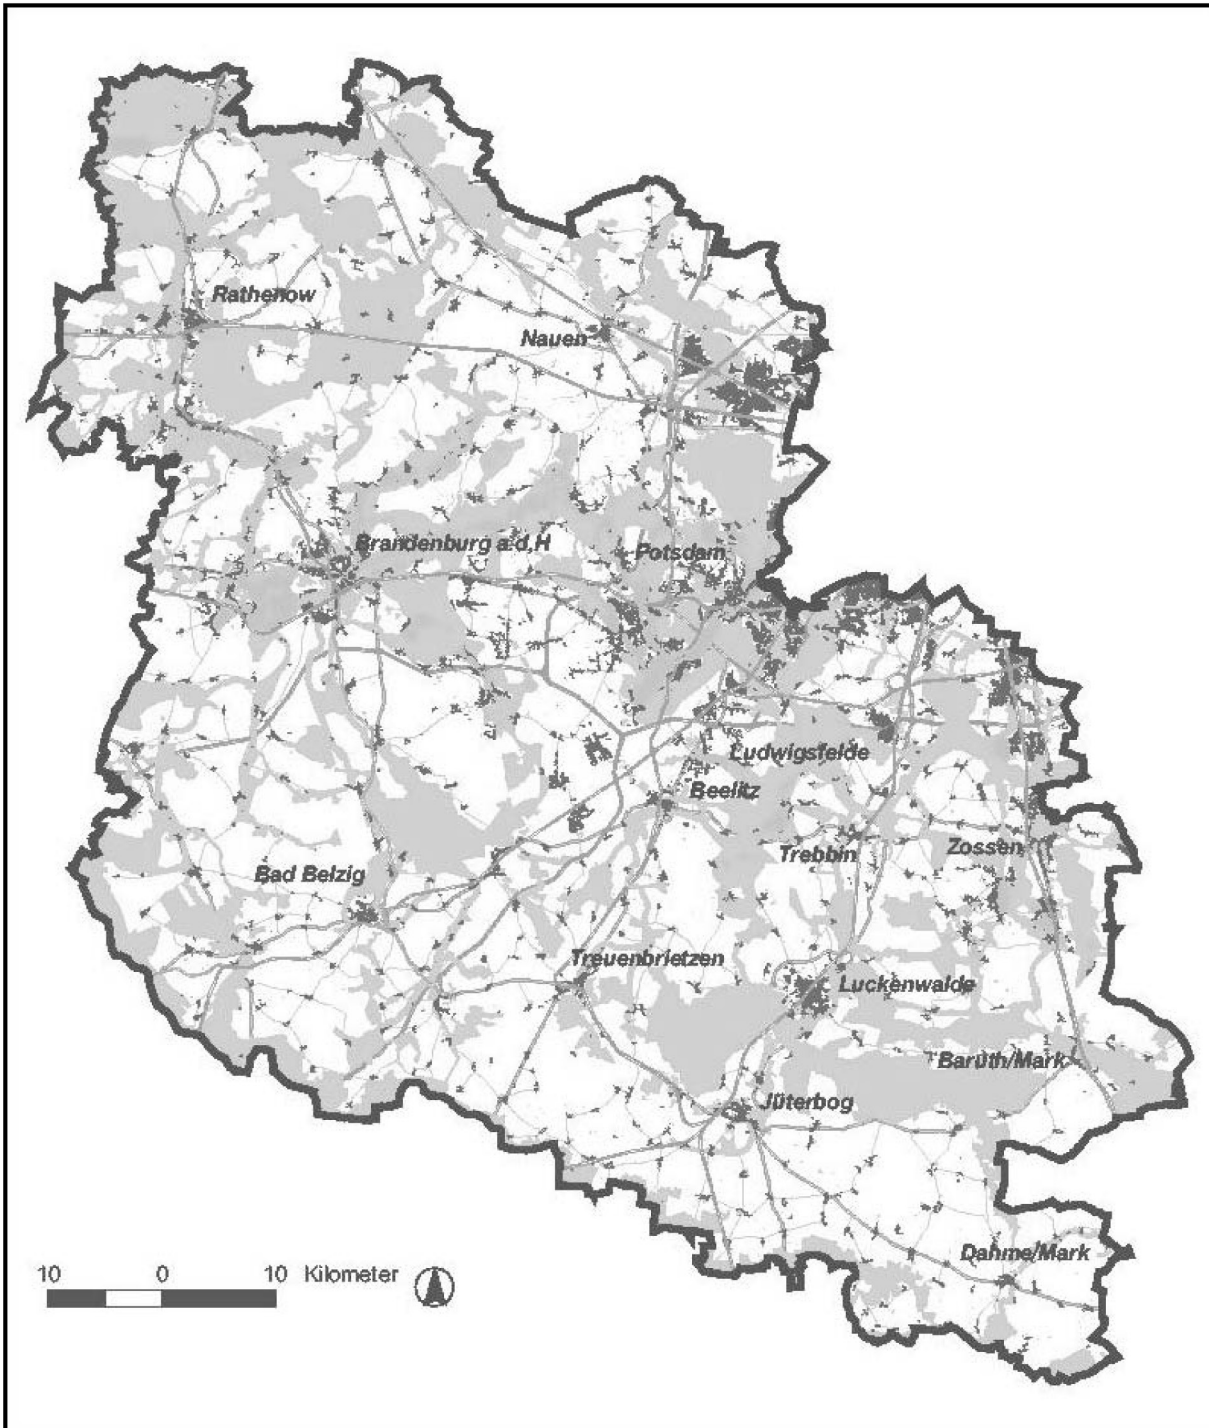 Rathenow
Nauen
Brandenburg a.d.H
Potsdam
Ludwigsfelde
Beelitz
Trebbin
Zossen
Bad Belzig
Treuenbrietzen
Luckenwalde
Baruth/Mark
Jüterbog
Dahme/Mark
10 0 10 Kilometer